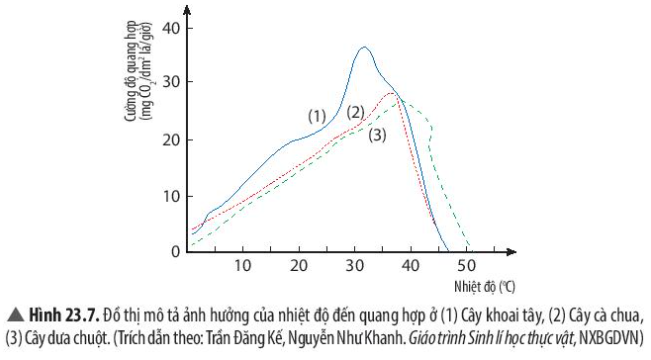 Cường độ quang hợp
(mg CO₂/dm² lá/giờ)
40
30
20
10
0
(1)
(2)
(3)
10
20
30
40
50
Nhiệt độ (°C)
▲ Hình 23.7. Đồ thị mô tả ảnh hưởng của nhiệt độ đến quang hợp ở (1) Cây khoai tây, (2) Cây cà chua,
(3) Cây dưa chuột. (Trích dẫn theo: Trần Đăng Kế, Nguyễn Như Khanh. Giáo trình Sinh lí học thực vật, NXBGDVN)